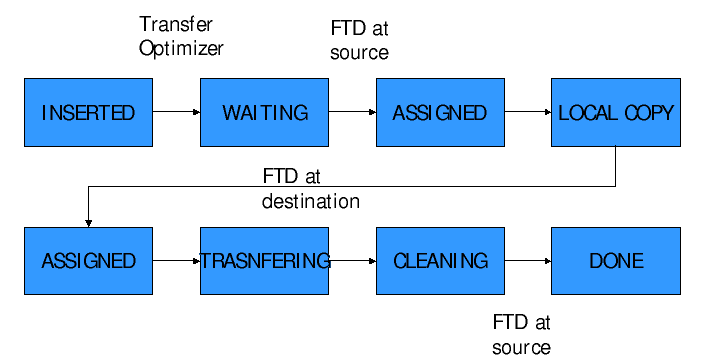 Transfer
Optimizer
FTD at
source
INSERTED
WAITING
ASSIGNED
LOCAL COPY
FTD at
destination
ASSIGNED
TRASNFERING
CLEANING
DONE
FTD at
source